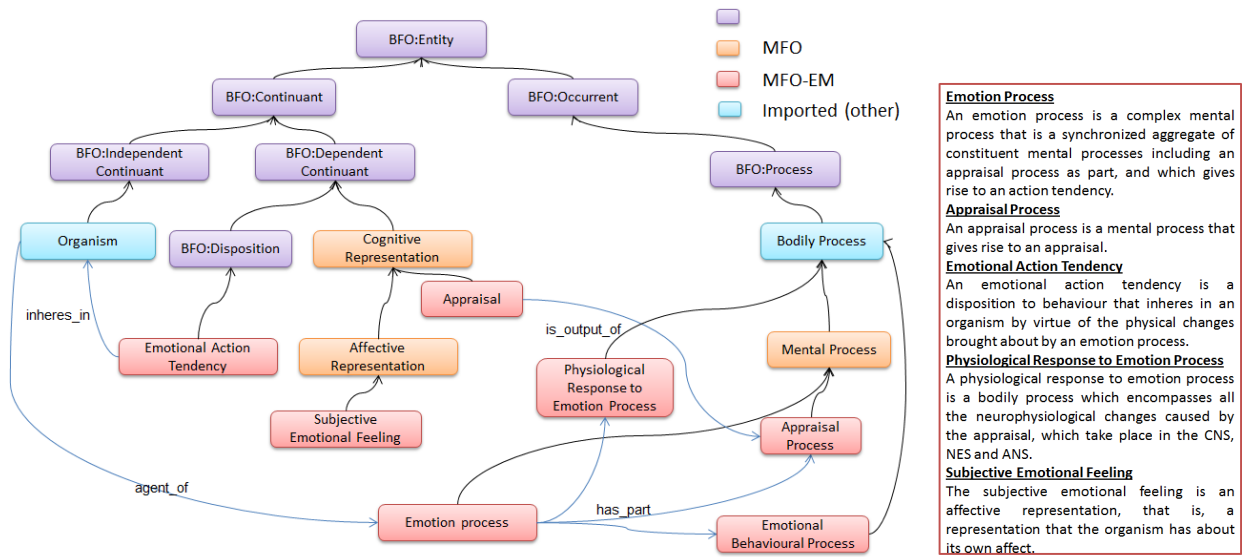 BFO:Entity
MFO
MFO-EM
Imported (other)
BFO:Continuant
BFO:Occurrent
BFO:Independent
Continuant
BFO:Dependent
Continuant
BFO:Process
Organism
BFO:Disposition
Cognitive
Representation
Bodily Process
Appraisal
inheres_in
is_output_of
Emotional Action
Tendency
Affective
Representation
Mental Process
Physiological
Response to
Emotion Process
Subjective
Emotional Feeling
Appraisal
Process
agent_of
has_part
Emotion process
Emotional
Behavioural Process
Emotion Process
An emotion process is a complex mental
process that is a synchronized aggregate of
constituent mental processes including an
appraisal process as part, and which gives
rise to an action tendency.
Appraisal Process
An appraisal process is a mental process that
gives rise to an appraisal.
Emotional Action Tendency
An emotional action tendency is a
disposition to behaviour that inheres in an
organism by virtue of the physical changes
brought about by an emotion process.
Physiological Response to Emotion Process
A physiological response to emotion process
is a bodily process which encompasses all
the neurophysiological changes caused by
the appraisal, which take place in the CNS,
NES and ANS.
Subjective Emotional Feeling
The subjective emotional feeling is an
affective representation, that is, a
representation that the organism has about
its own affect.